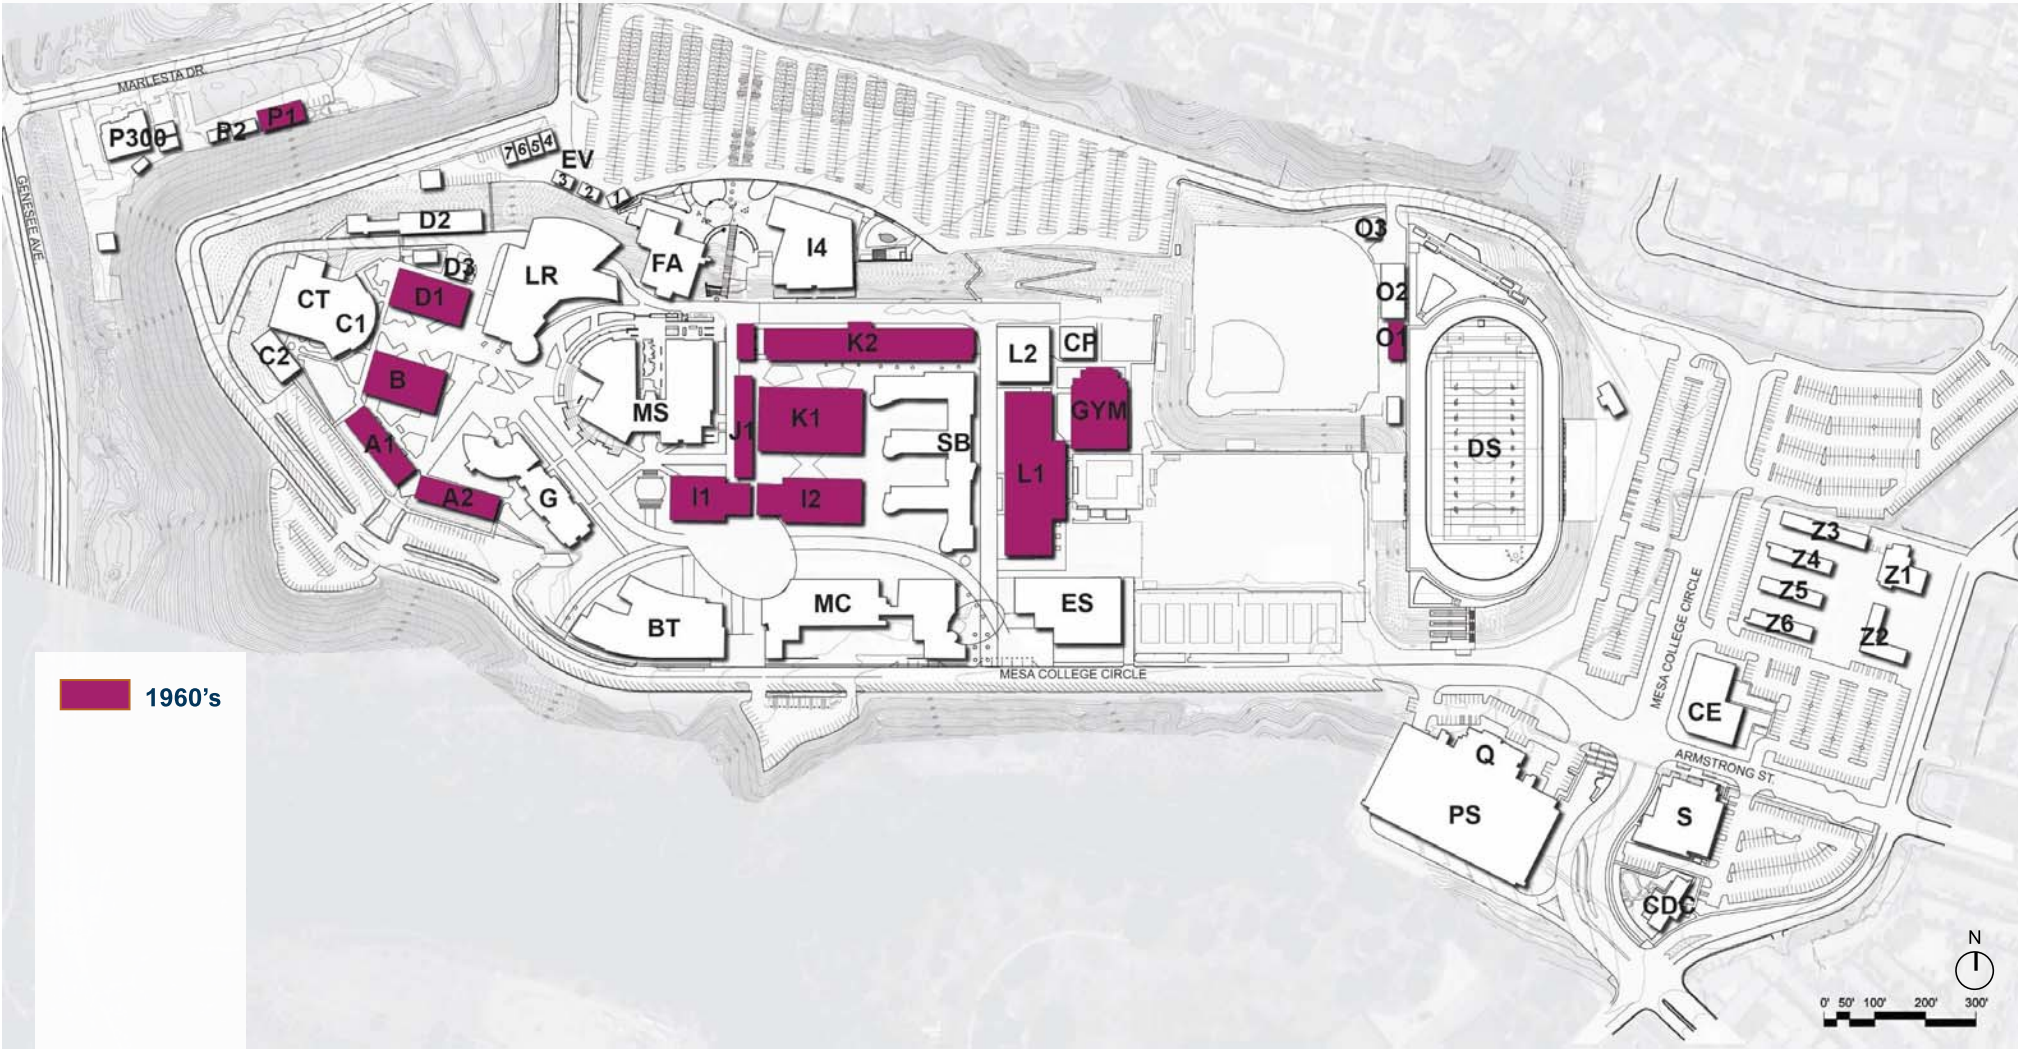 MARLESTA DR.
P300
P2
P1
GENESEE AVE
7 6 5 4
EV
3
2
1
D2
D3
CT
C1
C2
D1
LR
FA
I4
B
A1
A2
G
MS
J1
K2
K1
I1
I2
SB
L2
CP
GYM
L1
O3
O2
O1
DS
BT
MC
ES
MESA COLLEGE CIRCLE
MESA COLLEGE CIRCLE
Z3
Z4
Z5
Z6
Z1
Z2
CE
ARMSTRONG ST.
Q
PS
S
CDC
1960's
N
0' 50' 100' 200' 300'